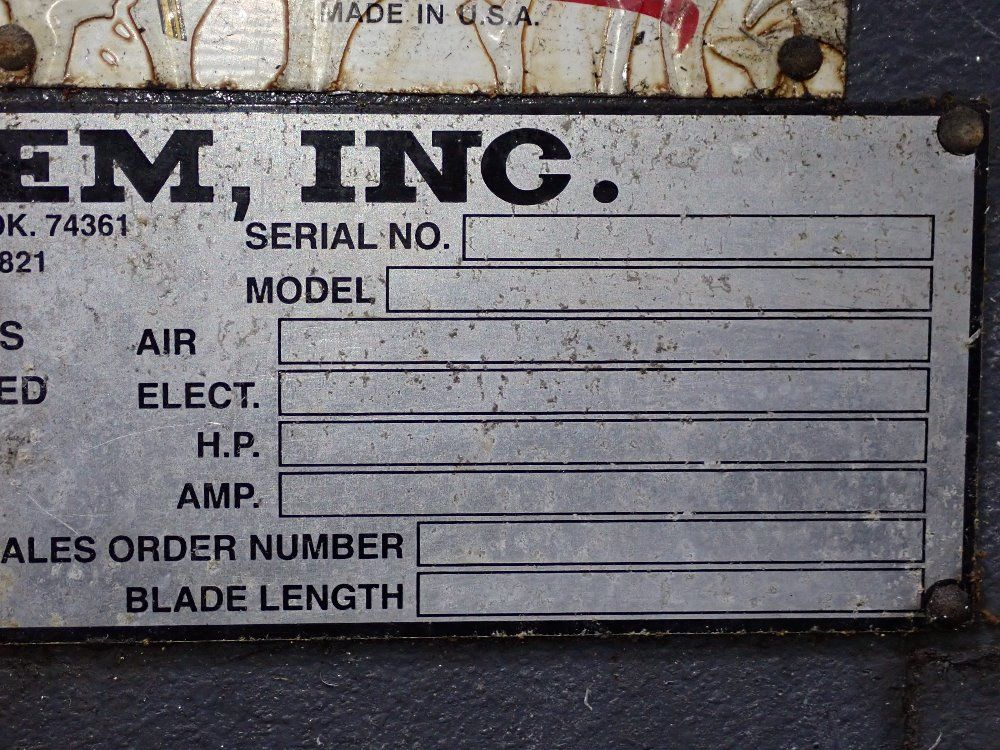 MADE IN U.S.A.
EM, INC.
OK. 74361
821
SERIAL NO.
MODEL
S
AIR
ED
ELECT.
H.P.
AMP.
ALES ORDER NUMBER
BLADE LENGTH